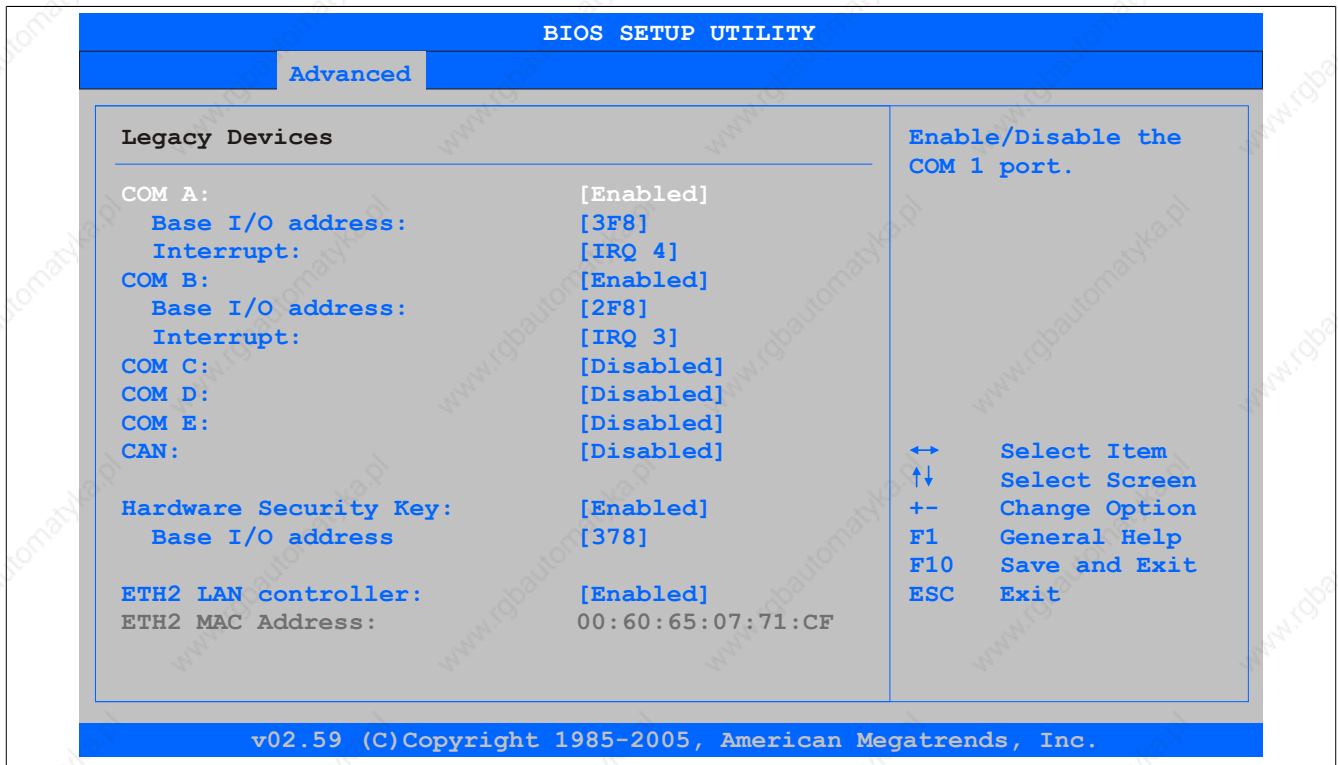 BIOS SETUP UTILITY
Advanced
Legacy Devices
COM A: [Enabled]
Base I/O address: [3F8]
Interrupt: [IRQ 4]
COM B: [Enabled]
Base I/O address: [2F8]
Interrupt: [IRQ 3]
COM C: [Disabled]
COM D: [Disabled]
COM E: [Disabled]
CAN: [Disabled]
Hardware Security Key: [Enabled]
Base I/O address [378]
ETH2 LAN controller: [Enabled]
ETH2 MAC Address: 00:60:65:07:71:CF
Enable/Disable the
COM 1 port.
↔ Select Item
↑↓ Select Screen
+- Change Option
F1 General Help
F10 Save and Exit
ESC Exit
v02.59 (C)Copyright 1985-2005, American Megatrends, Inc.
www.rgbautomatyka.pl